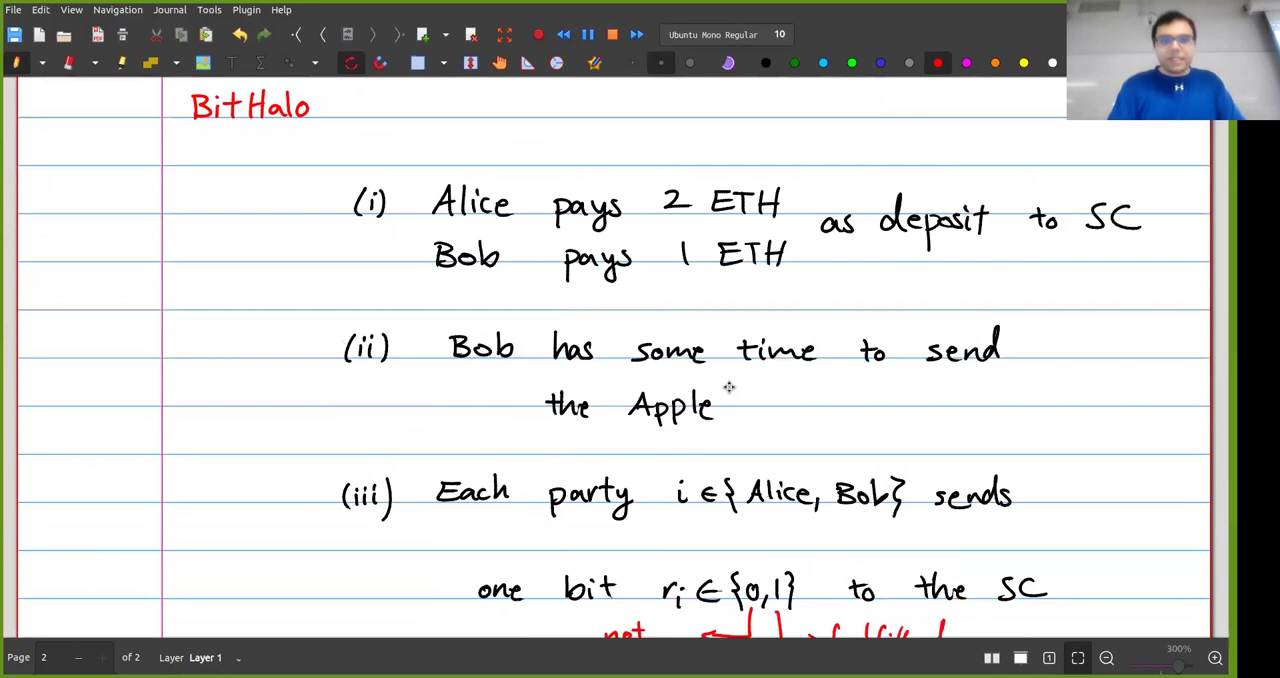 File Edit View Navigation Journal Tools Plugin Help
Ubuntu Mono Regular 10
BitHalo
(i) Alice pays 2 ETH as deposit to SC
Bob pays 1 ETH
(ii) Bob has some time to send
the Apple
(iii) Each party i ∈ {Alice, Bob} sends
one bit rᵢ ∈ {0,1} to the SC
not
Page 2 of 2 Layer Layer 1 300%